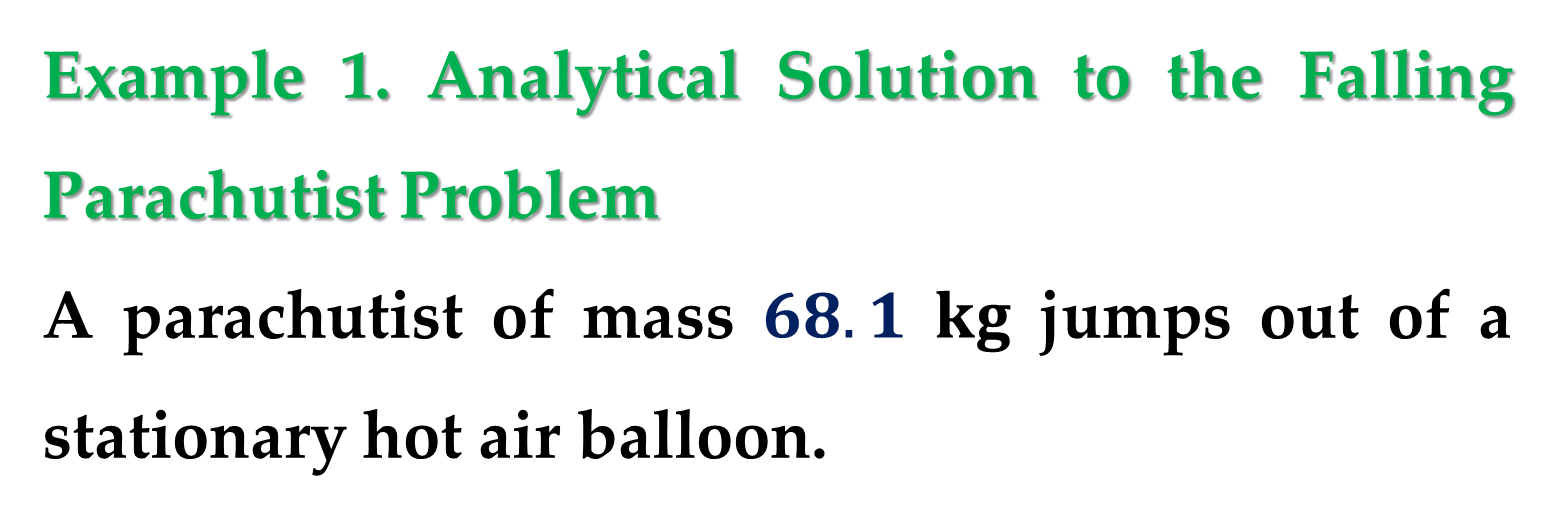 Example 1. Analytical Solution to the Falling
Parachutist Problem
A parachutist of mass 68.1 kg jumps out of a
stationary hot air balloon.